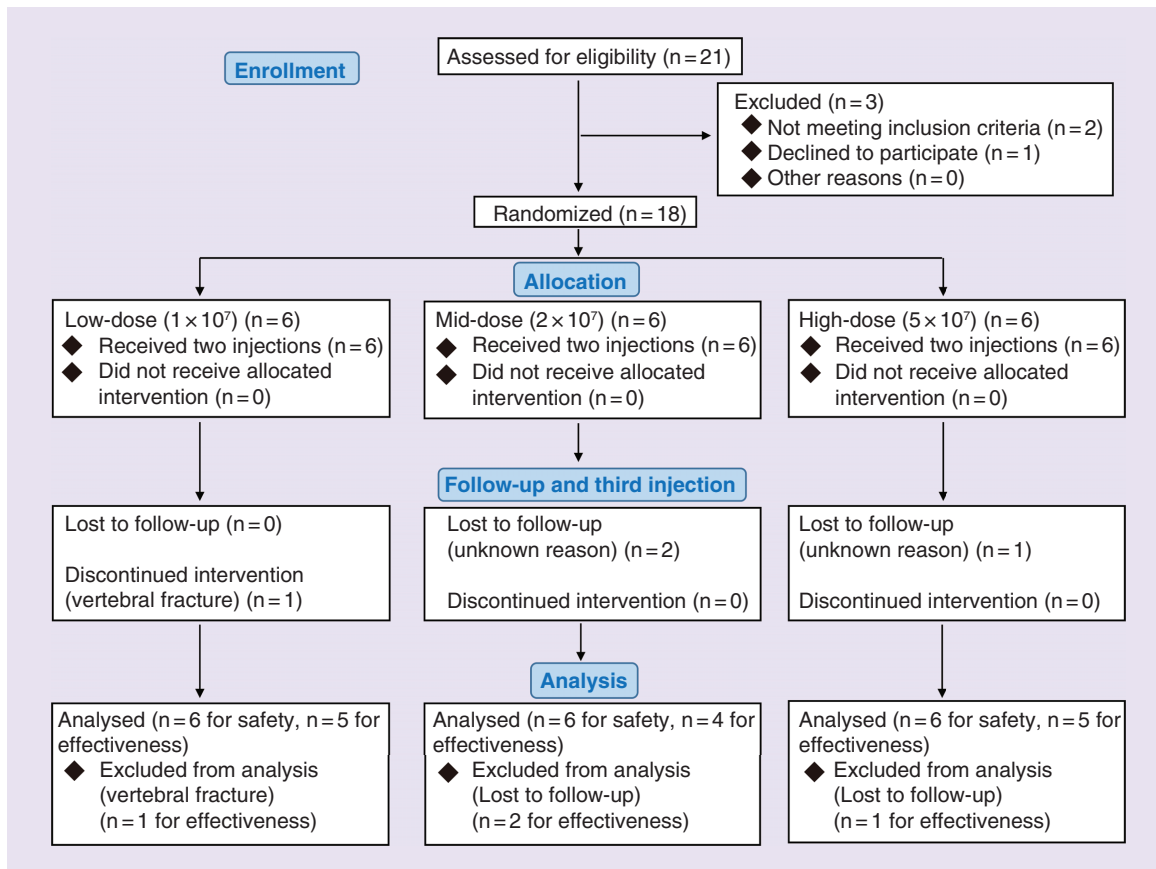 Enrollment
Assessed for eligibility (n = 21)
Excluded (n = 3)
◆ Not meeting inclusion criteria (n = 2)
◆ Declined to participate (n = 1)
◆ Other reasons (n = 0)
Randomized (n = 18)
Allocation
Low-dose (1 × 10⁷) (n = 6)
◆ Received two injections (n = 6)
◆ Did not receive allocated
intervention (n = 0)
Mid-dose (2 × 10⁷) (n = 6)
◆ Received two injections (n = 6)
◆ Did not receive allocated
intervention (n = 0)
High-dose (5 × 10⁷) (n = 6)
◆ Received two injections (n = 6)
◆ Did not receive allocated
intervention (n = 0)
Follow-up and third injection
Lost to follow-up (n = 0)
Discontinued intervention
(vertebral fracture) (n = 1)
Lost to follow-up
(unknown reason) (n = 2)
Discontinued intervention (n = 0)
Lost to follow-up
(unknown reason) (n = 1)
Discontinued intervention (n = 0)
Analysis
Analysed (n = 6 for safety, n = 5 for
effectiveness)
◆ Excluded from analysis
(vertebral fracture)
(n = 1 for effectiveness)
Analysed (n = 6 for safety, n = 4 for
effectiveness)
◆ Excluded from analysis
(Lost to follow-up)
(n = 2 for effectiveness)
Analysed (n = 6 for safety, n = 5 for
effectiveness)
◆ Excluded from analysis
(Lost to follow-up)
(n = 1 for effectiveness)